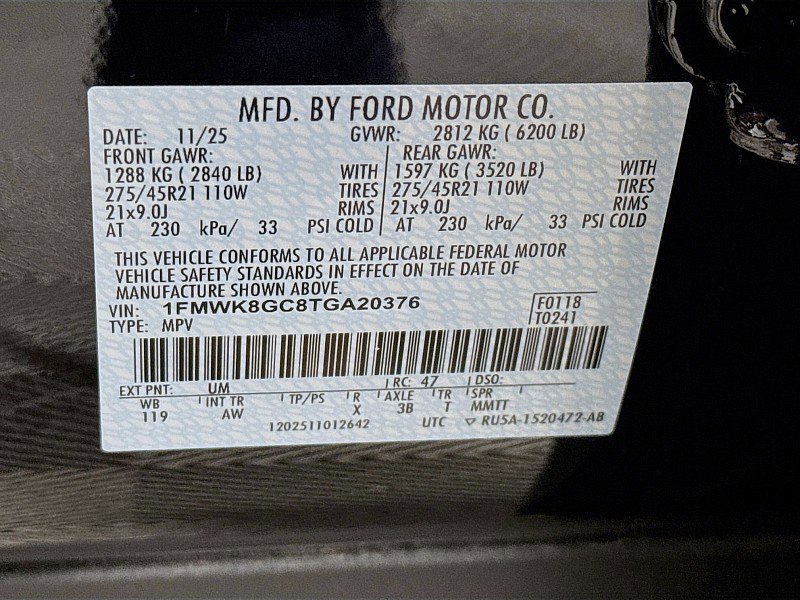 MFD. BY FORD MOTOR CO.
DATE: 11/25 GVWR: 2812 KG ( 6200 LB)
FRONT GAWR: REAR GAWR:
1288 KG ( 2840 LB) WITH 1597 KG ( 3520 LB) WITH
275/45R21 110W TIRES 275/45R21 110W TIRES
21x9.0J RIMS 21x9.0J RIMS
AT 230 kPa/ 33 PSI COLD AT 230 kPa/ 33 PSI COLD
THIS VEHICLE CONFORMS TO ALL APPLICABLE FEDERAL MOTOR
VEHICLE SAFETY STANDARDS IN EFFECT ON THE DATE OF
MANUFACTURE SHOWN ABOVE.
VIN: 1FMWK8GC8TGA20376 F0118
TYPE: MPV T0241
EXT PNT: UM RC: 47 DSO:
WB INT TR TP/PS R AXLE TR SPR
119 AW X 3B T MMTT
1202511012642 UTC ▽ RU5A-1520472-AB